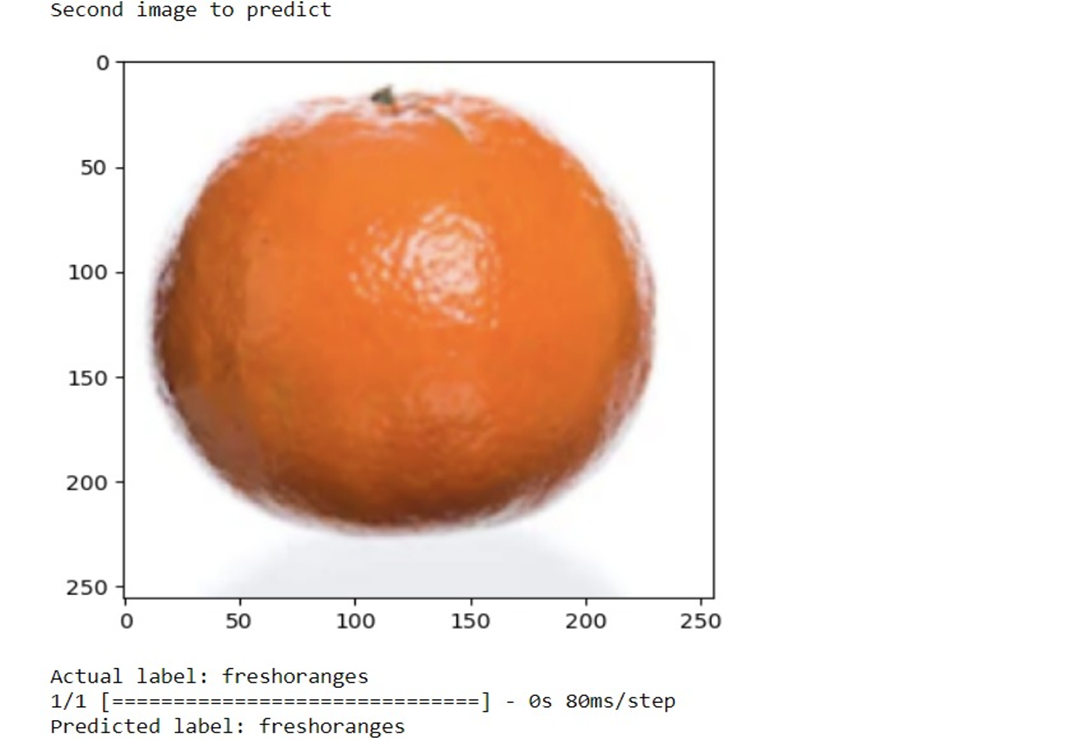 Second image to predict
0
50
100
150
200
250
0 50 100 150 200 250
Actual label: freshoranges
1/1 [==============================] - 0s 80ms/step
Predicted label: freshoranges